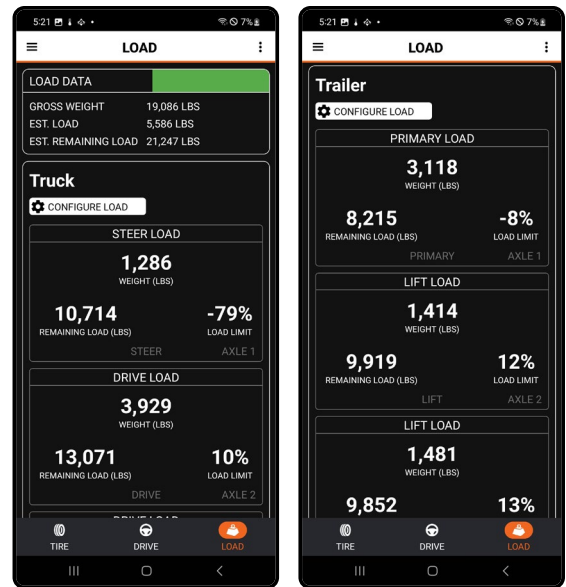 5:21 7%
LOAD
LOAD DATA
GROSS WEIGHT 19,086 LBS
EST. LOAD 5,586 LBS
EST. REMAINING LOAD 21,247 LBS
Truck
CONFIGURE LOAD
STEER LOAD
1,286
WEIGHT (LBS)
10,714 -79%
REMAINING LOAD (LBS) LOAD LIMIT
STEER AXLE 1
DRIVE LOAD
3,929
WEIGHT (LBS)
13,071 10%
REMAINING LOAD (LBS) LOAD LIMIT
DRIVE AXLE 2
DRIVE LOAD
TIRE DRIVE LOAD
5:21 7%
LOAD
Trailer
CONFIGURE LOAD
PRIMARY LOAD
3,118
WEIGHT (LBS)
8,215 -8%
REMAINING LOAD (LBS) LOAD LIMIT
PRIMARY AXLE 1
LIFT LOAD
1,414
WEIGHT (LBS)
9,919 12%
REMAINING LOAD (LBS) LOAD LIMIT
LIFT AXLE 2
LIFT LOAD
1,481
WEIGHT (LBS)
9,852 13%
TIRE DRIVE LOAD